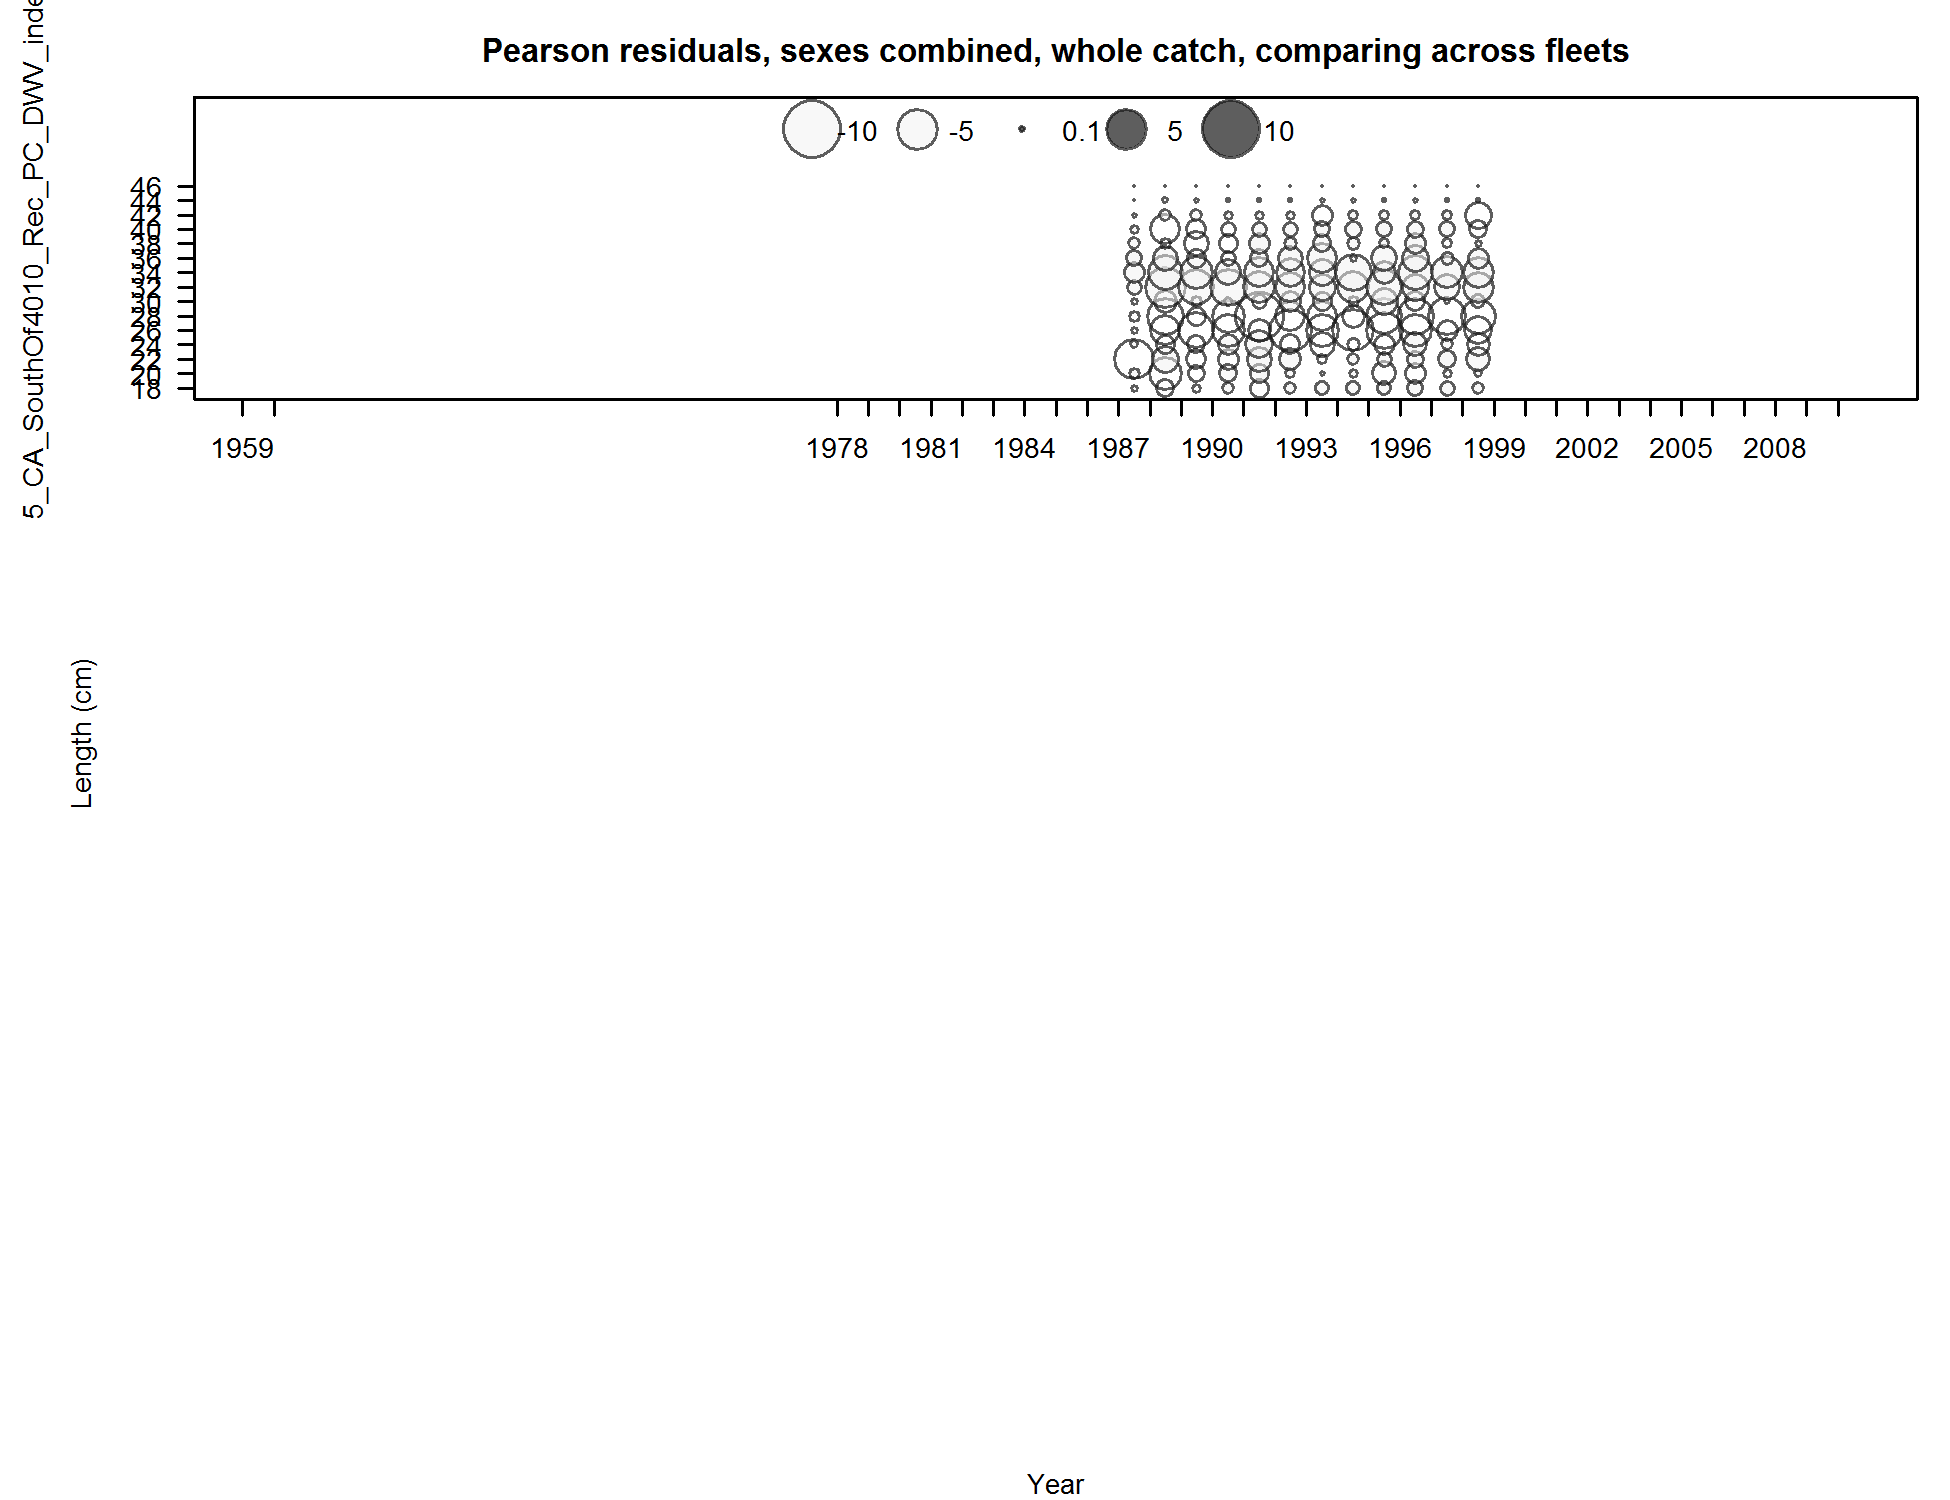 Pearson residuals, sexes combined, whole catch, comparing across fleets
-10 -5 0.1 5 10
5_CA_SouthOf4010_Rec_PC_DWV_inde
46
44
42
40
38
36
34
32
30
28
26
24
22
20
18
1959 1978 1981 1984 1987 1990 1993 1996 1999 2002 2005 2008
Length (cm)
Year